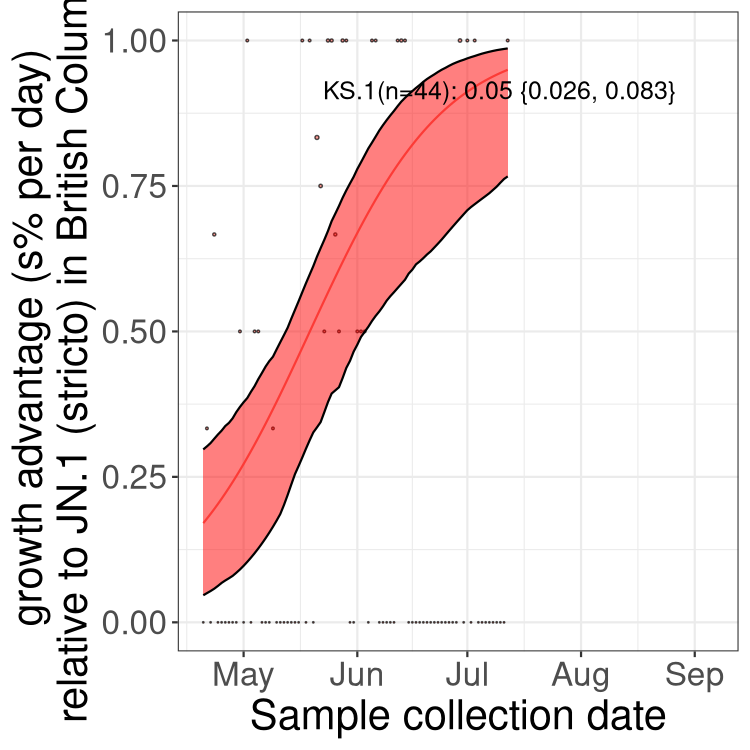 growth advantage (s% per day)
relative to JN.1 (stricto) in British Colum
1.00
0.75
0.50
0.25
0.00
KS.1(n=44): 0.05 {0.026, 0.083}
May Jun Jul Aug Sep
Sample collection date